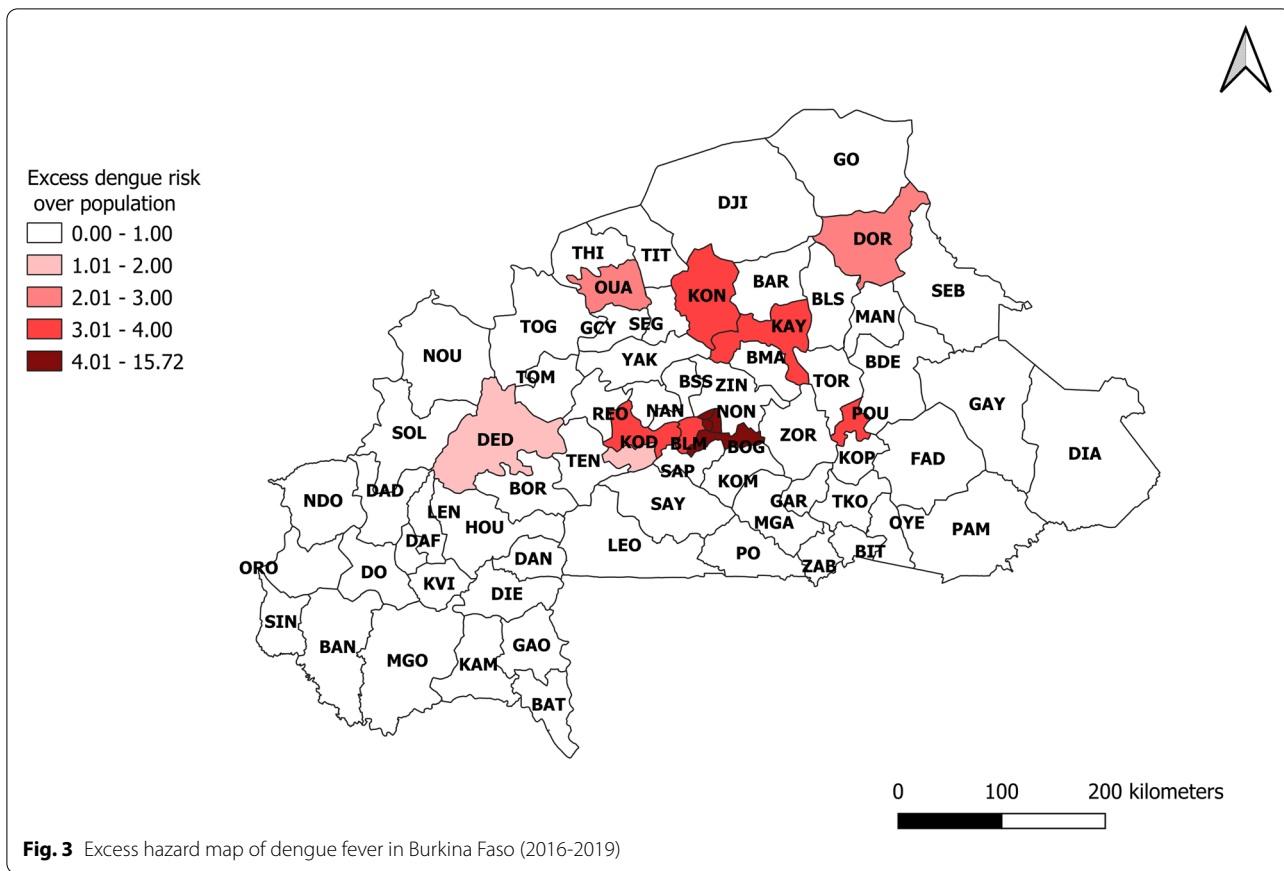 Excess dengue risk
over population
0.00 - 1.00
1.01 - 2.00
2.01 - 3.00
3.01 - 4.00
4.01 - 15.72
GO
DJI
DOR
THI
TIT
OUA
KON
BAR
BLS
SEB
MAN
KAY
TOG
GCY
SEG
NOU
YAK
BMA
BDE
TOM
BSS
ZIN
TOR
GAY
REO
NAN
NON
POU
SOL
DED
KOD
BLM
BOG
ZOR
DIA
TEN
SAP
KOP
FAD
DAD
BOR
KOM
NDO
LEN
SAY
GAR
TKO
HOU
MGA
OYE
PAM
DAF
LEO
PO
BIT
DAN
ORO
DO
ZAB
KVI
DIE
SIN
BAN
GAO
MGO
KAM
BAT
0 100 200 kilometers
Fig. 3 Excess hazard map of dengue fever in Burkina Faso (2016-2019)